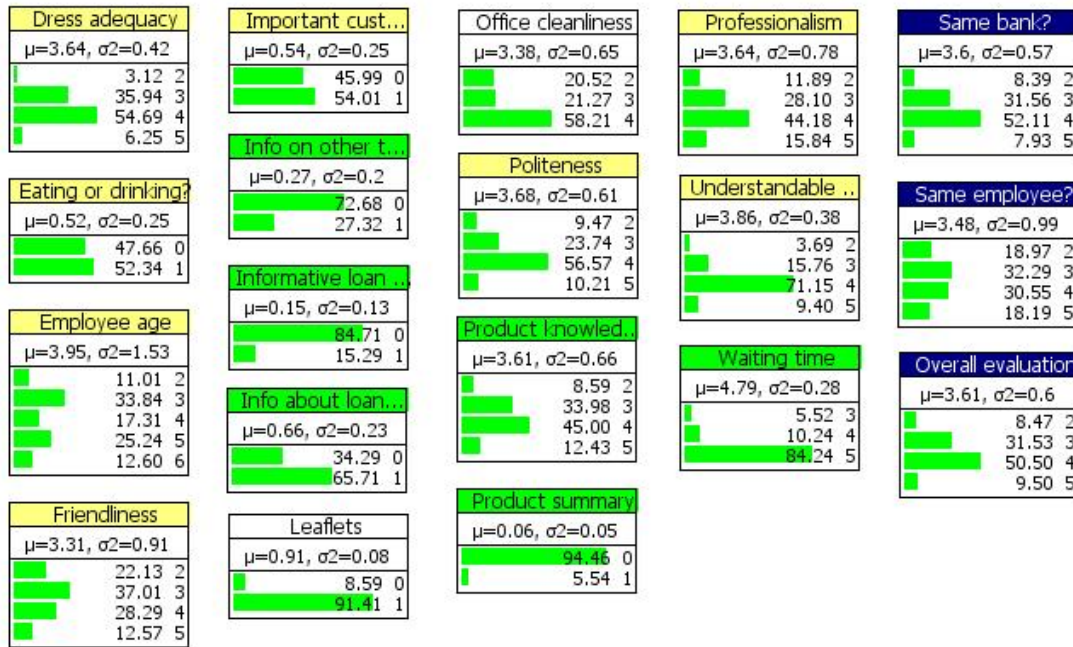 Dress adequacy
μ=3.64, σ2=0.42
3.12 2
35.94 3
54.69 4
6.25 5
Eating or drinking?
μ=0.52, σ2=0.25
47.66 0
52.34 1
Employee age
μ=3.95, σ2=1.53
11.01 2
33.84 3
17.31 4
25.24 5
12.60 6
Friendliness
μ=3.31, σ2=0.91
22.13 2
37.01 3
28.29 4
12.57 5
Important cust...
μ=0.54, σ2=0.25
45.99 0
54.01 1
Info on other t...
μ=0.27, σ2=0.2
72.68 0
27.32 1
Informative loan ...
μ=0.15, σ2=0.13
84.71 0
15.29 1
Info about loan...
μ=0.66, σ2=0.23
34.29 0
65.71 1
Leaflets
μ=0.91, σ2=0.08
8.59 0
91.41 1
Office cleanliness
μ=3.38, σ2=0.65
20.52 2
21.27 3
58.21 4
Politeness
μ=3.68, σ2=0.61
9.47 2
23.74 3
56.57 4
10.21 5
Product knowled...
μ=3.61, σ2=0.66
8.59 2
33.98 3
45.00 4
12.43 5
Product summary
μ=0.06, σ2=0.05
94.46 0
5.54 1
Professionalism
μ=3.64, σ2=0.78
11.89 2
28.10 3
44.18 4
15.84 5
Understandable ..
μ=3.86, σ2=0.38
3.69 2
15.76 3
71.15 4
9.40 5
Waiting time
μ=4.79, σ2=0.28
5.52 3
10.24 4
84.24 5
Same bank?
μ=3.6, σ2=0.57
8.39 2
31.56 3
52.11 4
7.93 5
Same employee?
μ=3.48, σ2=0.99
18.97 2
32.29 3
30.55 4
18.19 5
Overall evaluation
μ=3.61, σ2=0.6
8.47 2
31.53 3
50.50 4
9.50 5